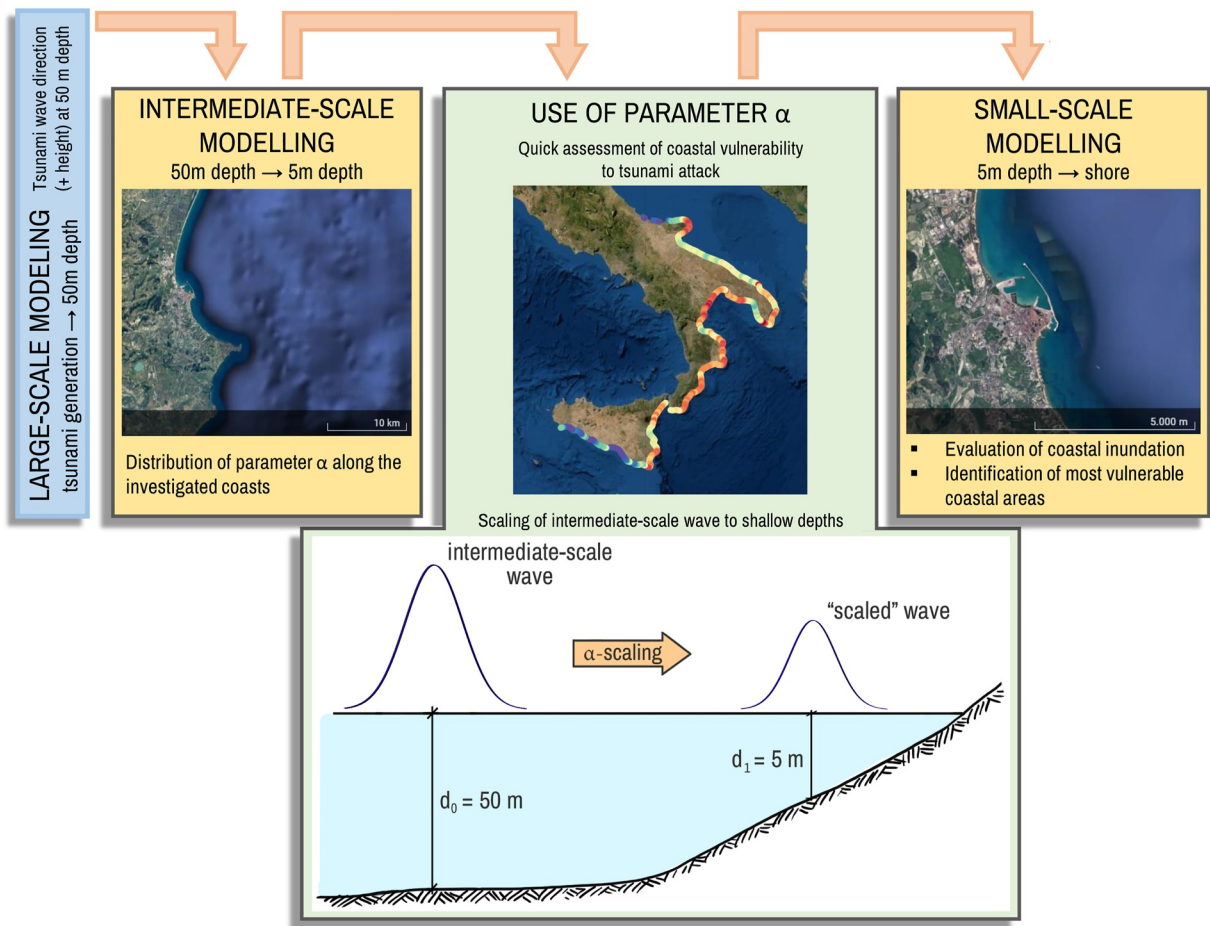 LARGE-SCALE MODELING
tsunami generation → 50m depth
Tsunami wave direction
(+ height) at 50 m depth
INTERMEDIATE-SCALE
MODELLING
50m depth → 5m depth
10 km
Distribution of parameter α along the
investigated coasts
USE OF PARAMETER α
Quick assessment of coastal vulnerability
to tsunami attack
Scaling of intermediate-scale wave to shallow depths
SMALL-SCALE
MODELLING
5m depth → shore
5.000 m
▪ Evaluation of coastal inundation
▪ Identification of most vulnerable
coastal areas
intermediate-scale
wave
"scaled" wave
α-scaling
d₁ = 5 m
d₀ = 50 m